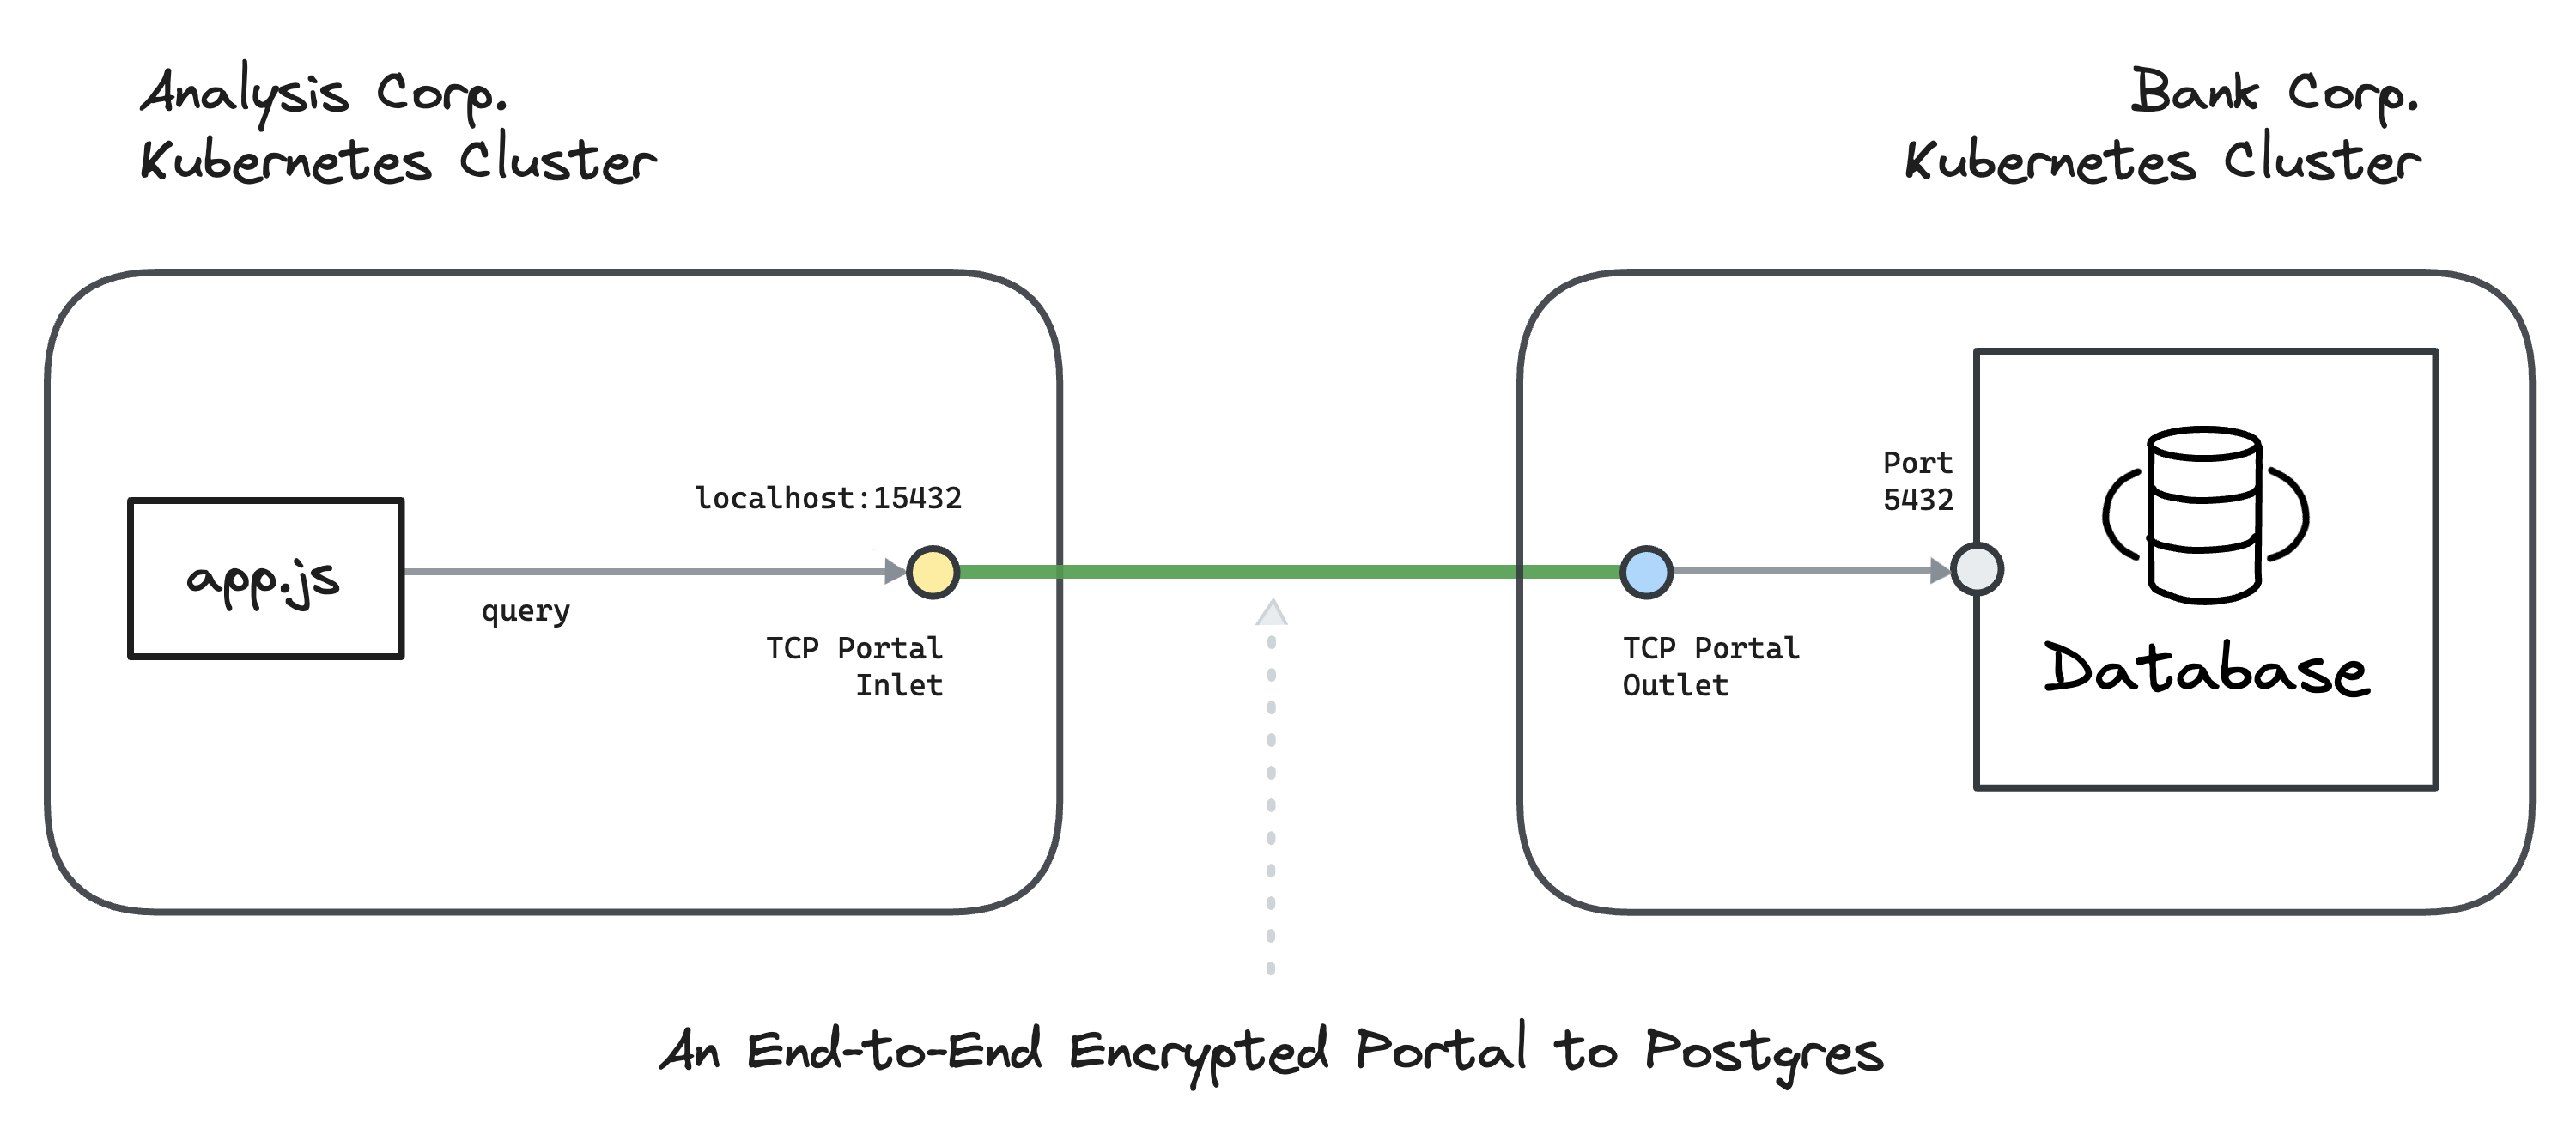 Analysis Corp.
Kubernetes Cluster
Bank Corp.
Kubernetes Cluster
localhost:15432
app.js
query
TCP Portal
Inlet
TCP Portal
Outlet
Port
5432
Database
An End-to-End Encrypted Portal to Postgres